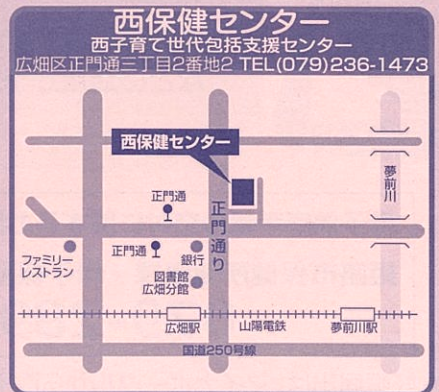 西保健センター
西子育て世代包括支援センター
広畑区正門通三丁目2番地2 TEL(079)236-1473
西保健センター
夢前川
正門通
正門通り
ファミリー
レストラン
正門通
銀行
図書館
広畑分館
広畑駅
山陽電鉄
夢前川駅
国道250号線